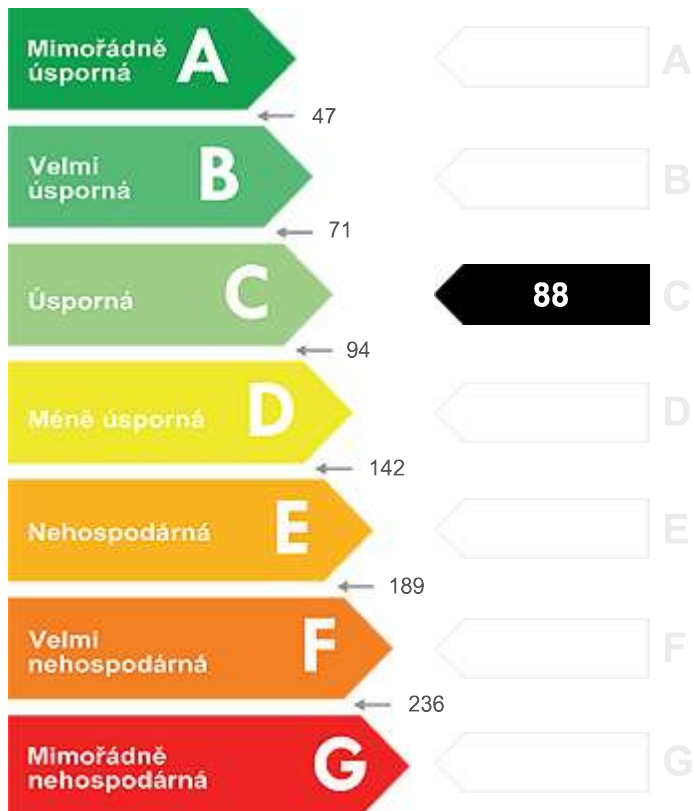 Mimořádně
úsporná
A
A
47
Velmi
úsporná
B
B
71
Úsporná
C
88
C
94
Méně úsporná
D
D
142
Nehospodárná
E
E
189
Velmi
nehospodárná
F
F
236
Mimořádně
nehospodárná
G
G